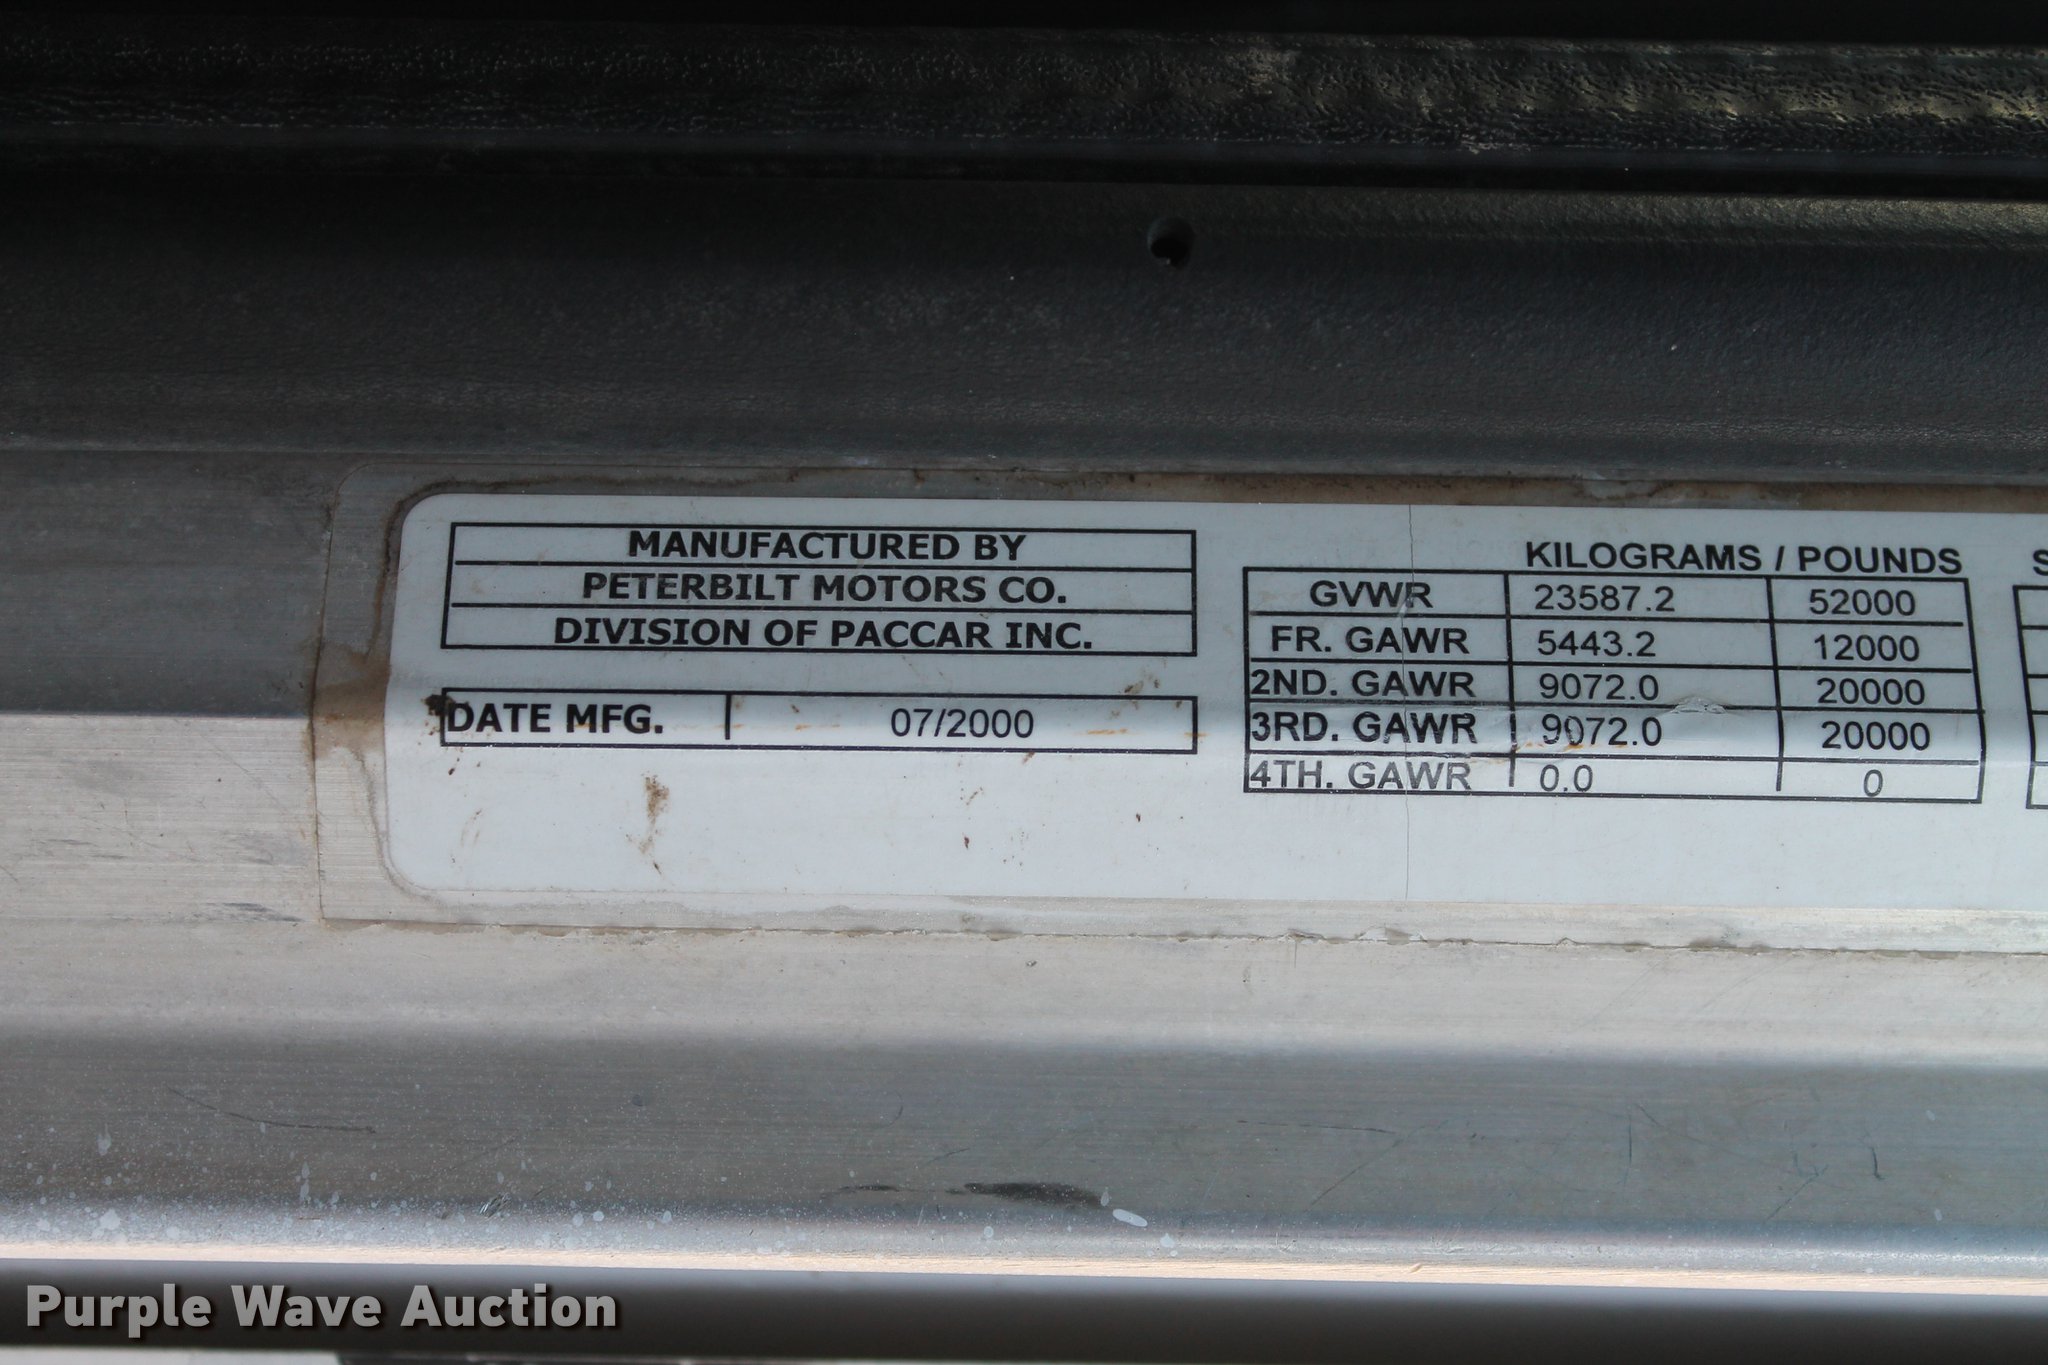 MANUFACTURED BY
PETERBILT MOTORS CO.
DIVISION OF PACCAR INC.
DATE MFG. 07/2000
KILOGRAMS / POUNDS
GVWR 23587.2 52000
FR. GAWR 5443.2 12000
2ND. GAWR 9072.0 20000
3RD. GAWR 9072.0 20000
4TH. GAWR 0.0 0
Purple Wave Auction